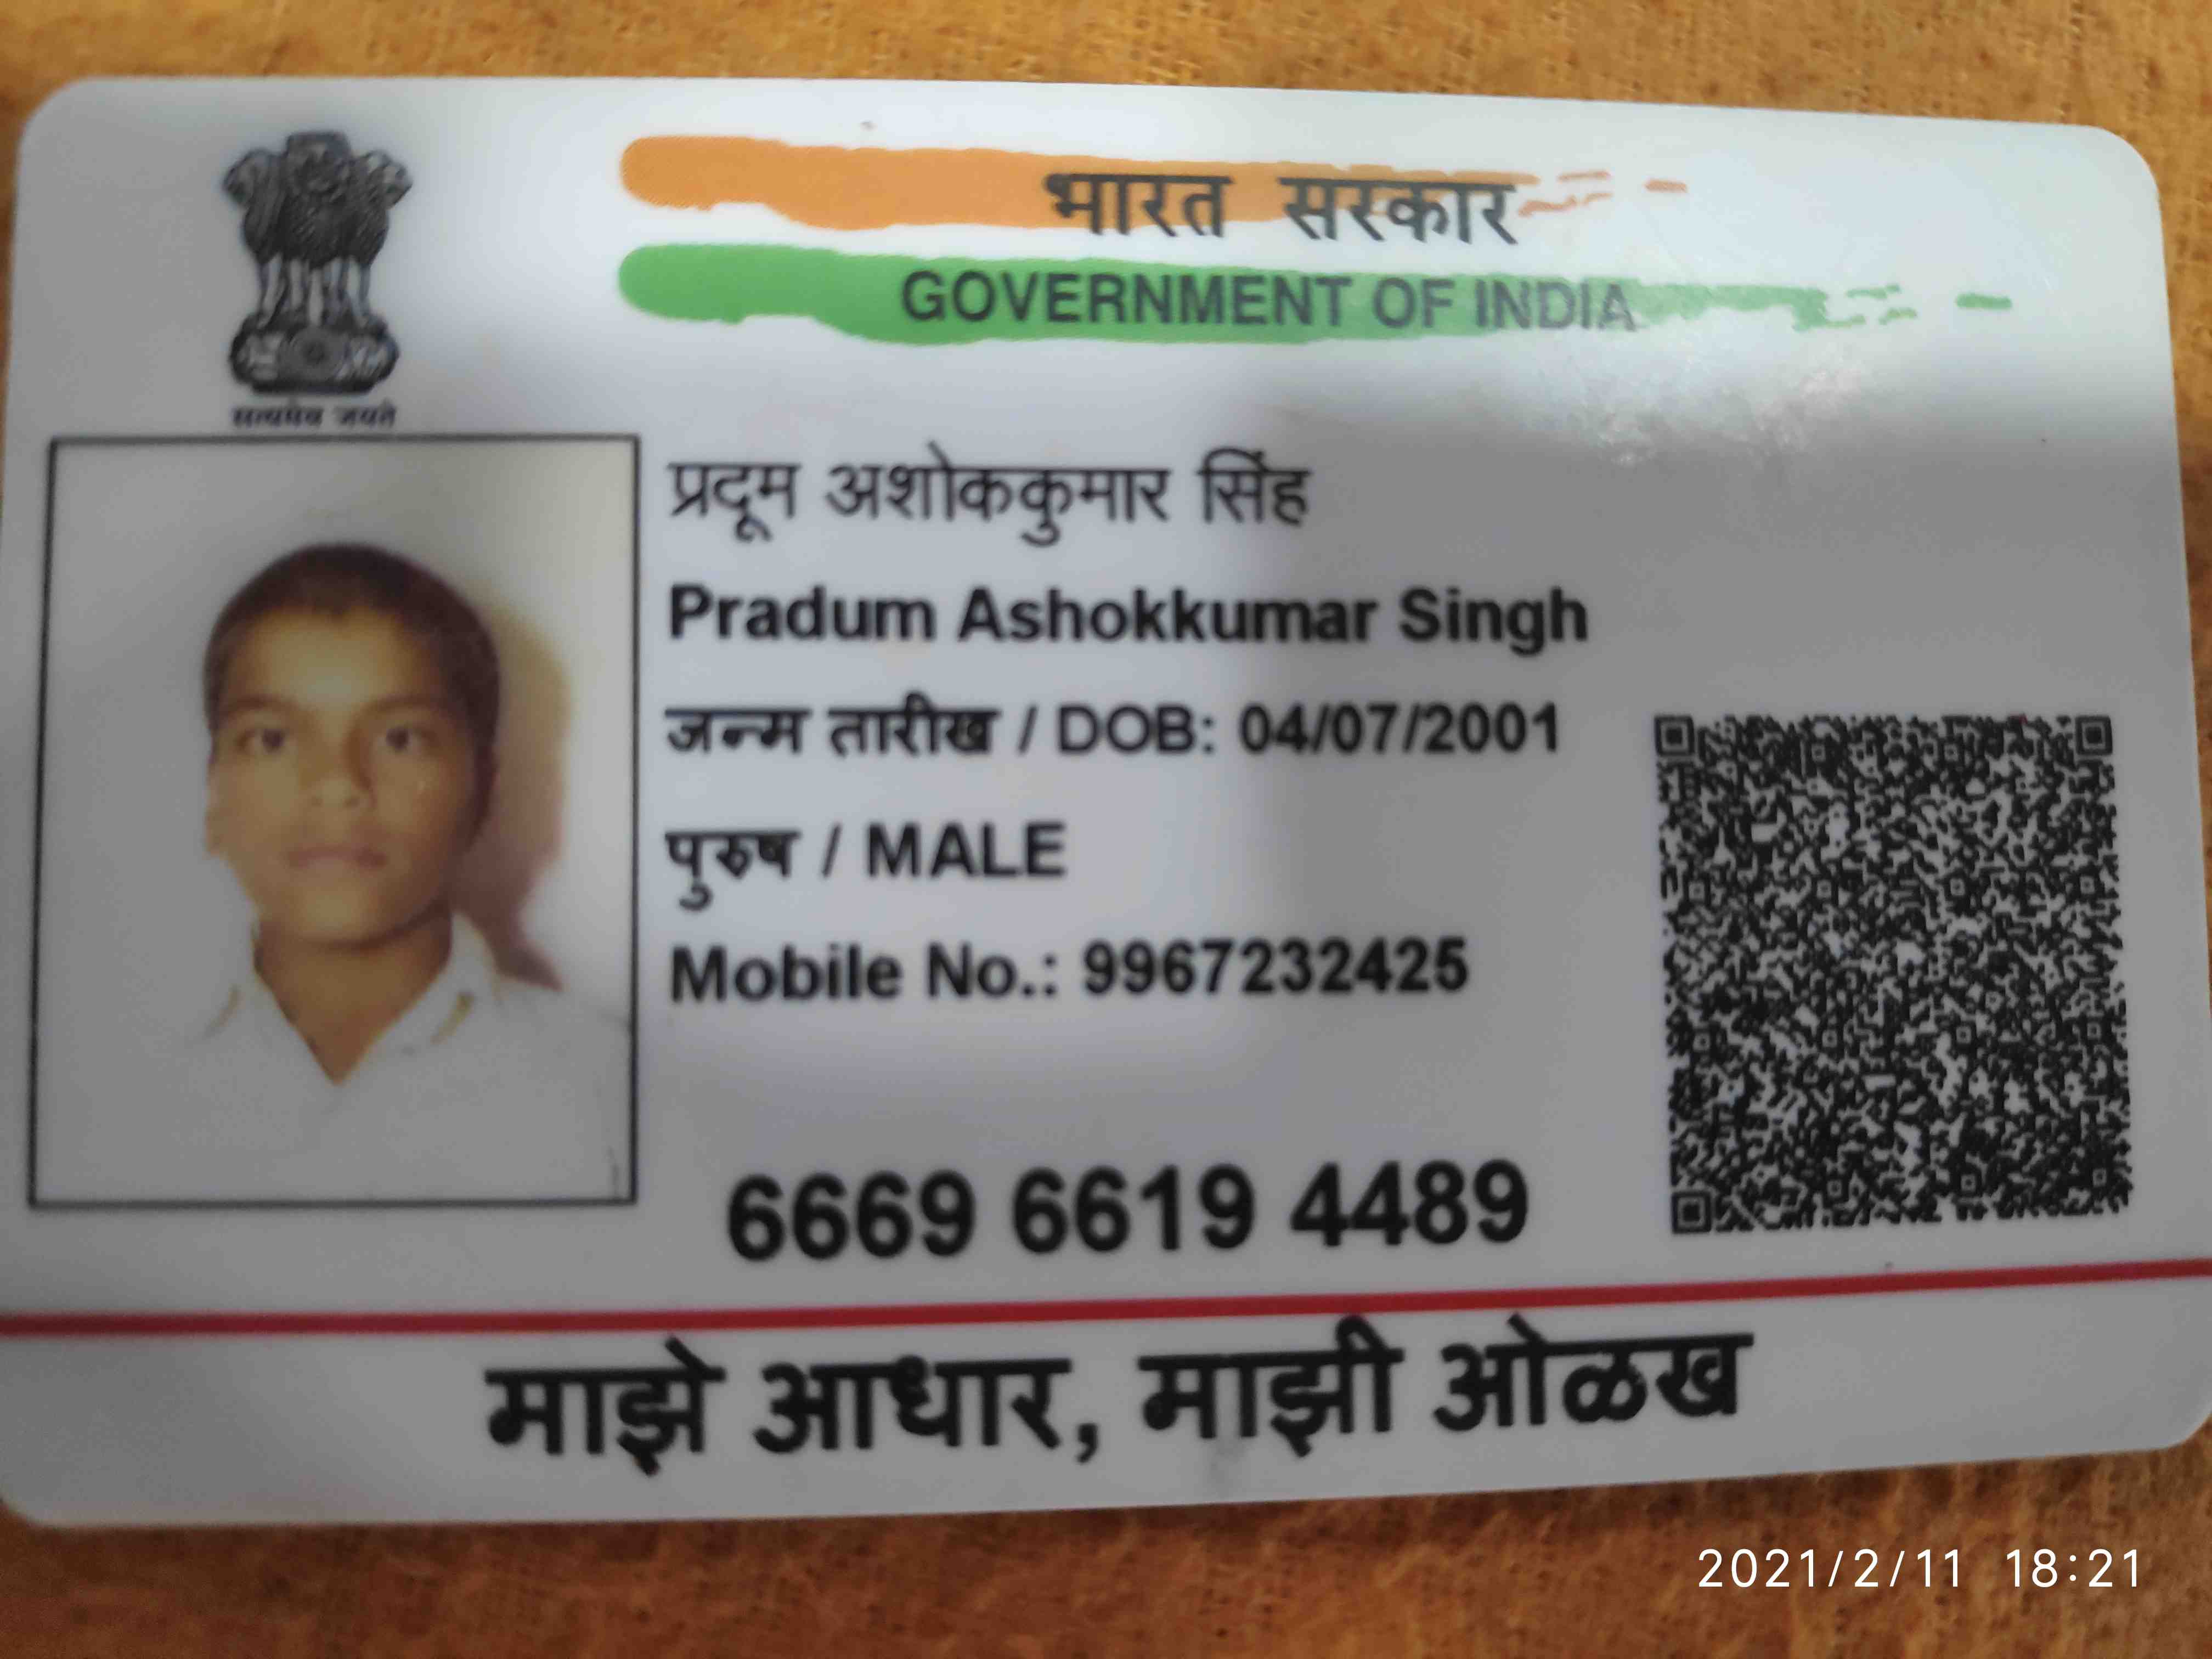 भारत सरकार
GOVERNMENT OF INDIA
सत्यमेव जयते
प्रदूम अशोककुमार सिंह
Pradum Ashokkumar Singh
जन्म तारीख / DOB: 04/07/2001
पुरुष / MALE
Mobile No.: 9967232425
6669 6619 4489
माझे आधार, माझी ओळख
2021/2/11 18:21